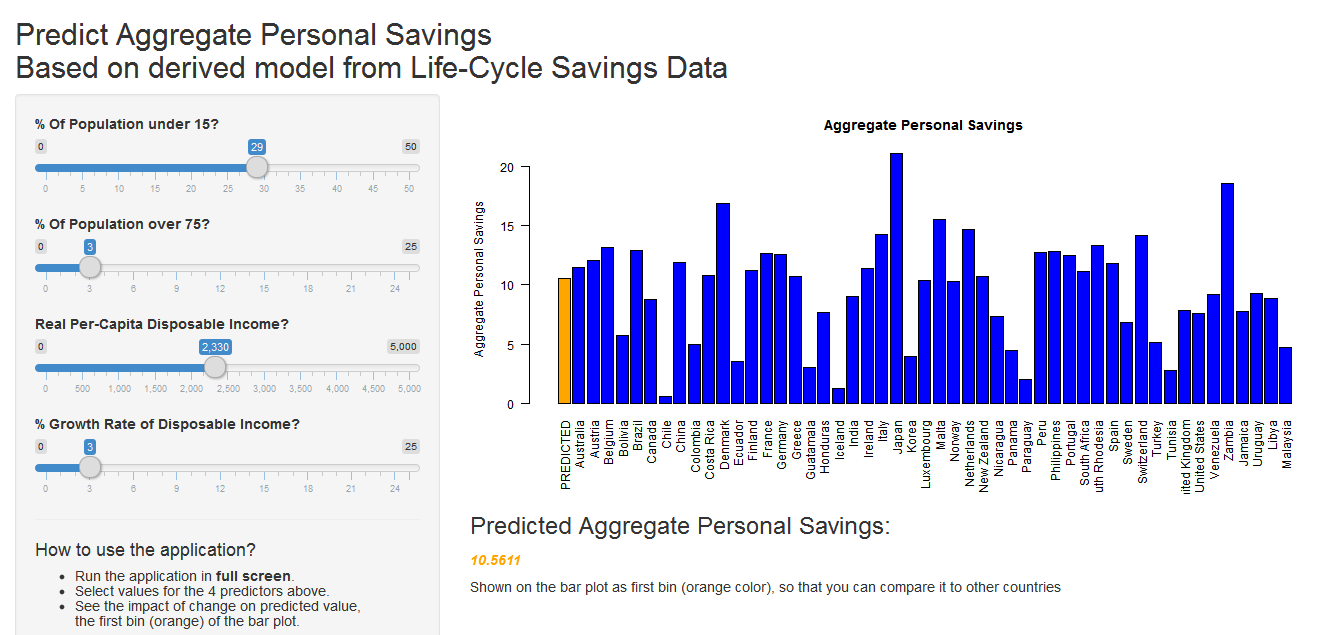 Predict Aggregate Personal Savings
Based on derived model from Life-Cycle Savings Data
% Of Population under 15?
0 29 50
0 5 10 15 20 25 30 35 40 45 50
% Of Population over 75?
0 3 25
0 3 6 9 12 15 18 21 24
Real Per-Capita Disposable Income?
0 2,330 5,000
0 500 1,000 1,500 2,000 2,500 3,000 3,500 4,000 4,500 5,000
% Growth Rate of Disposable Income?
0 3 25
0 3 6 9 12 15 18 21 24
How to use the application?
• Run the application in full screen.
• Select values for the 4 predictors above.
• See the impact of change on predicted value,
the first bin (orange) of the bar plot.
Aggregate Personal Savings
Aggregate Personal Savings
20
15
10
5
0
PREDICTED
Australia
Austria
Belgium
Bolivia
Brazil
Canada
Chile
China
Colombia
Costa Rica
Denmark
Ecuador
Finland
France
Germany
Greece
Guatamala
Honduras
Iceland
India
Ireland
Italy
Japan
Korea
Luxembourg
Malta
Norway
Netherlands
New Zealand
Nicaragua
Panama
Paraguay
Peru
Philippines
Portugal
South Africa
uth Rhodesia
Spain
Sweden
Switzerland
Turkey
Tunisia
ited Kingdom
United States
Venezuela
Zambia
Jamaica
Uruguay
Libya
Malaysia
Predicted Aggregate Personal Savings:
10.5611
Shown on the bar plot as first bin (orange color), so that you can compare it to other countries